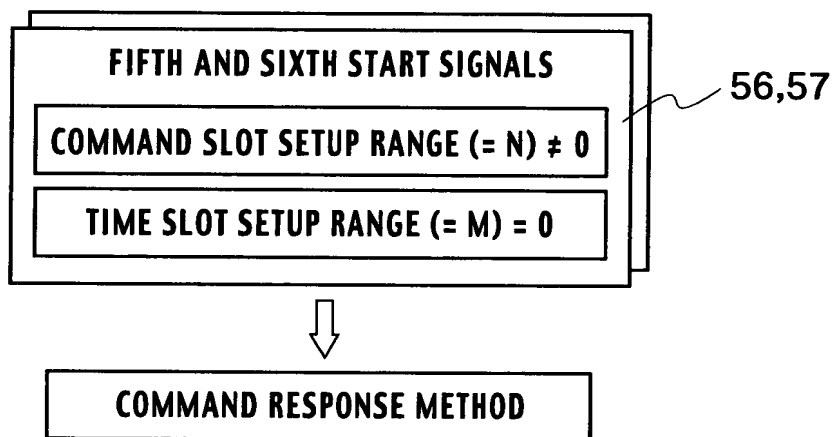 FIFTH AND SIXTH START SIGNALS
56,57
COMMAND SLOT SETUP RANGE (= N) ≠ 0
TIME SLOT SETUP RANGE (= M) = 0
COMMAND RESPONSE METHOD